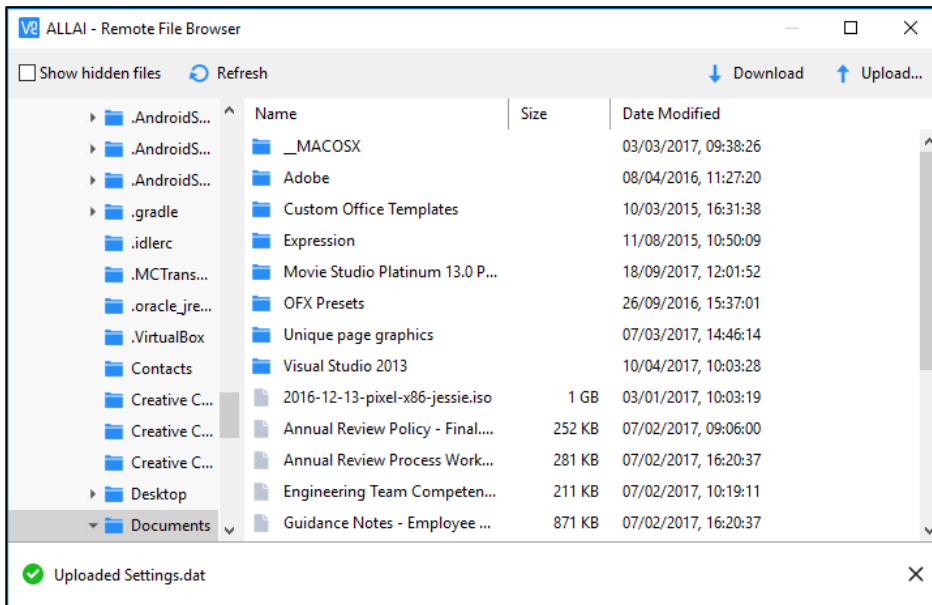 V2 ALLAI - Remote File Browser
Show hidden files Refresh Download Upload...
Name Size Date Modified
.AndroidS...
.AndroidS...
.AndroidS...
.gradle
.idlerc
.MCTrans...
.oracle_jre...
.VirtualBox
Contacts
Creative C...
Creative C...
Creative C...
Desktop
Documents
__MACOSX 03/03/2017, 09:38:26
Adobe 08/04/2016, 11:27:20
Custom Office Templates 10/03/2015, 16:31:38
Expression 11/08/2015, 10:50:09
Movie Studio Platinum 13.0 P... 18/09/2017, 12:01:52
OFX Presets 26/09/2016, 15:37:01
Unique page graphics 07/03/2017, 14:46:14
Visual Studio 2013 10/04/2017, 10:03:28
2016-12-13-pixel-x86-jessie.iso 1 GB 03/01/2017, 10:03:19
Annual Review Policy - Final.... 252 KB 07/02/2017, 09:06:00
Annual Review Process Work... 281 KB 07/02/2017, 16:20:37
Engineering Team Competen... 211 KB 07/02/2017, 10:19:11
Guidance Notes - Employee ... 871 KB 07/02/2017, 16:20:37
Uploaded Settings.dat